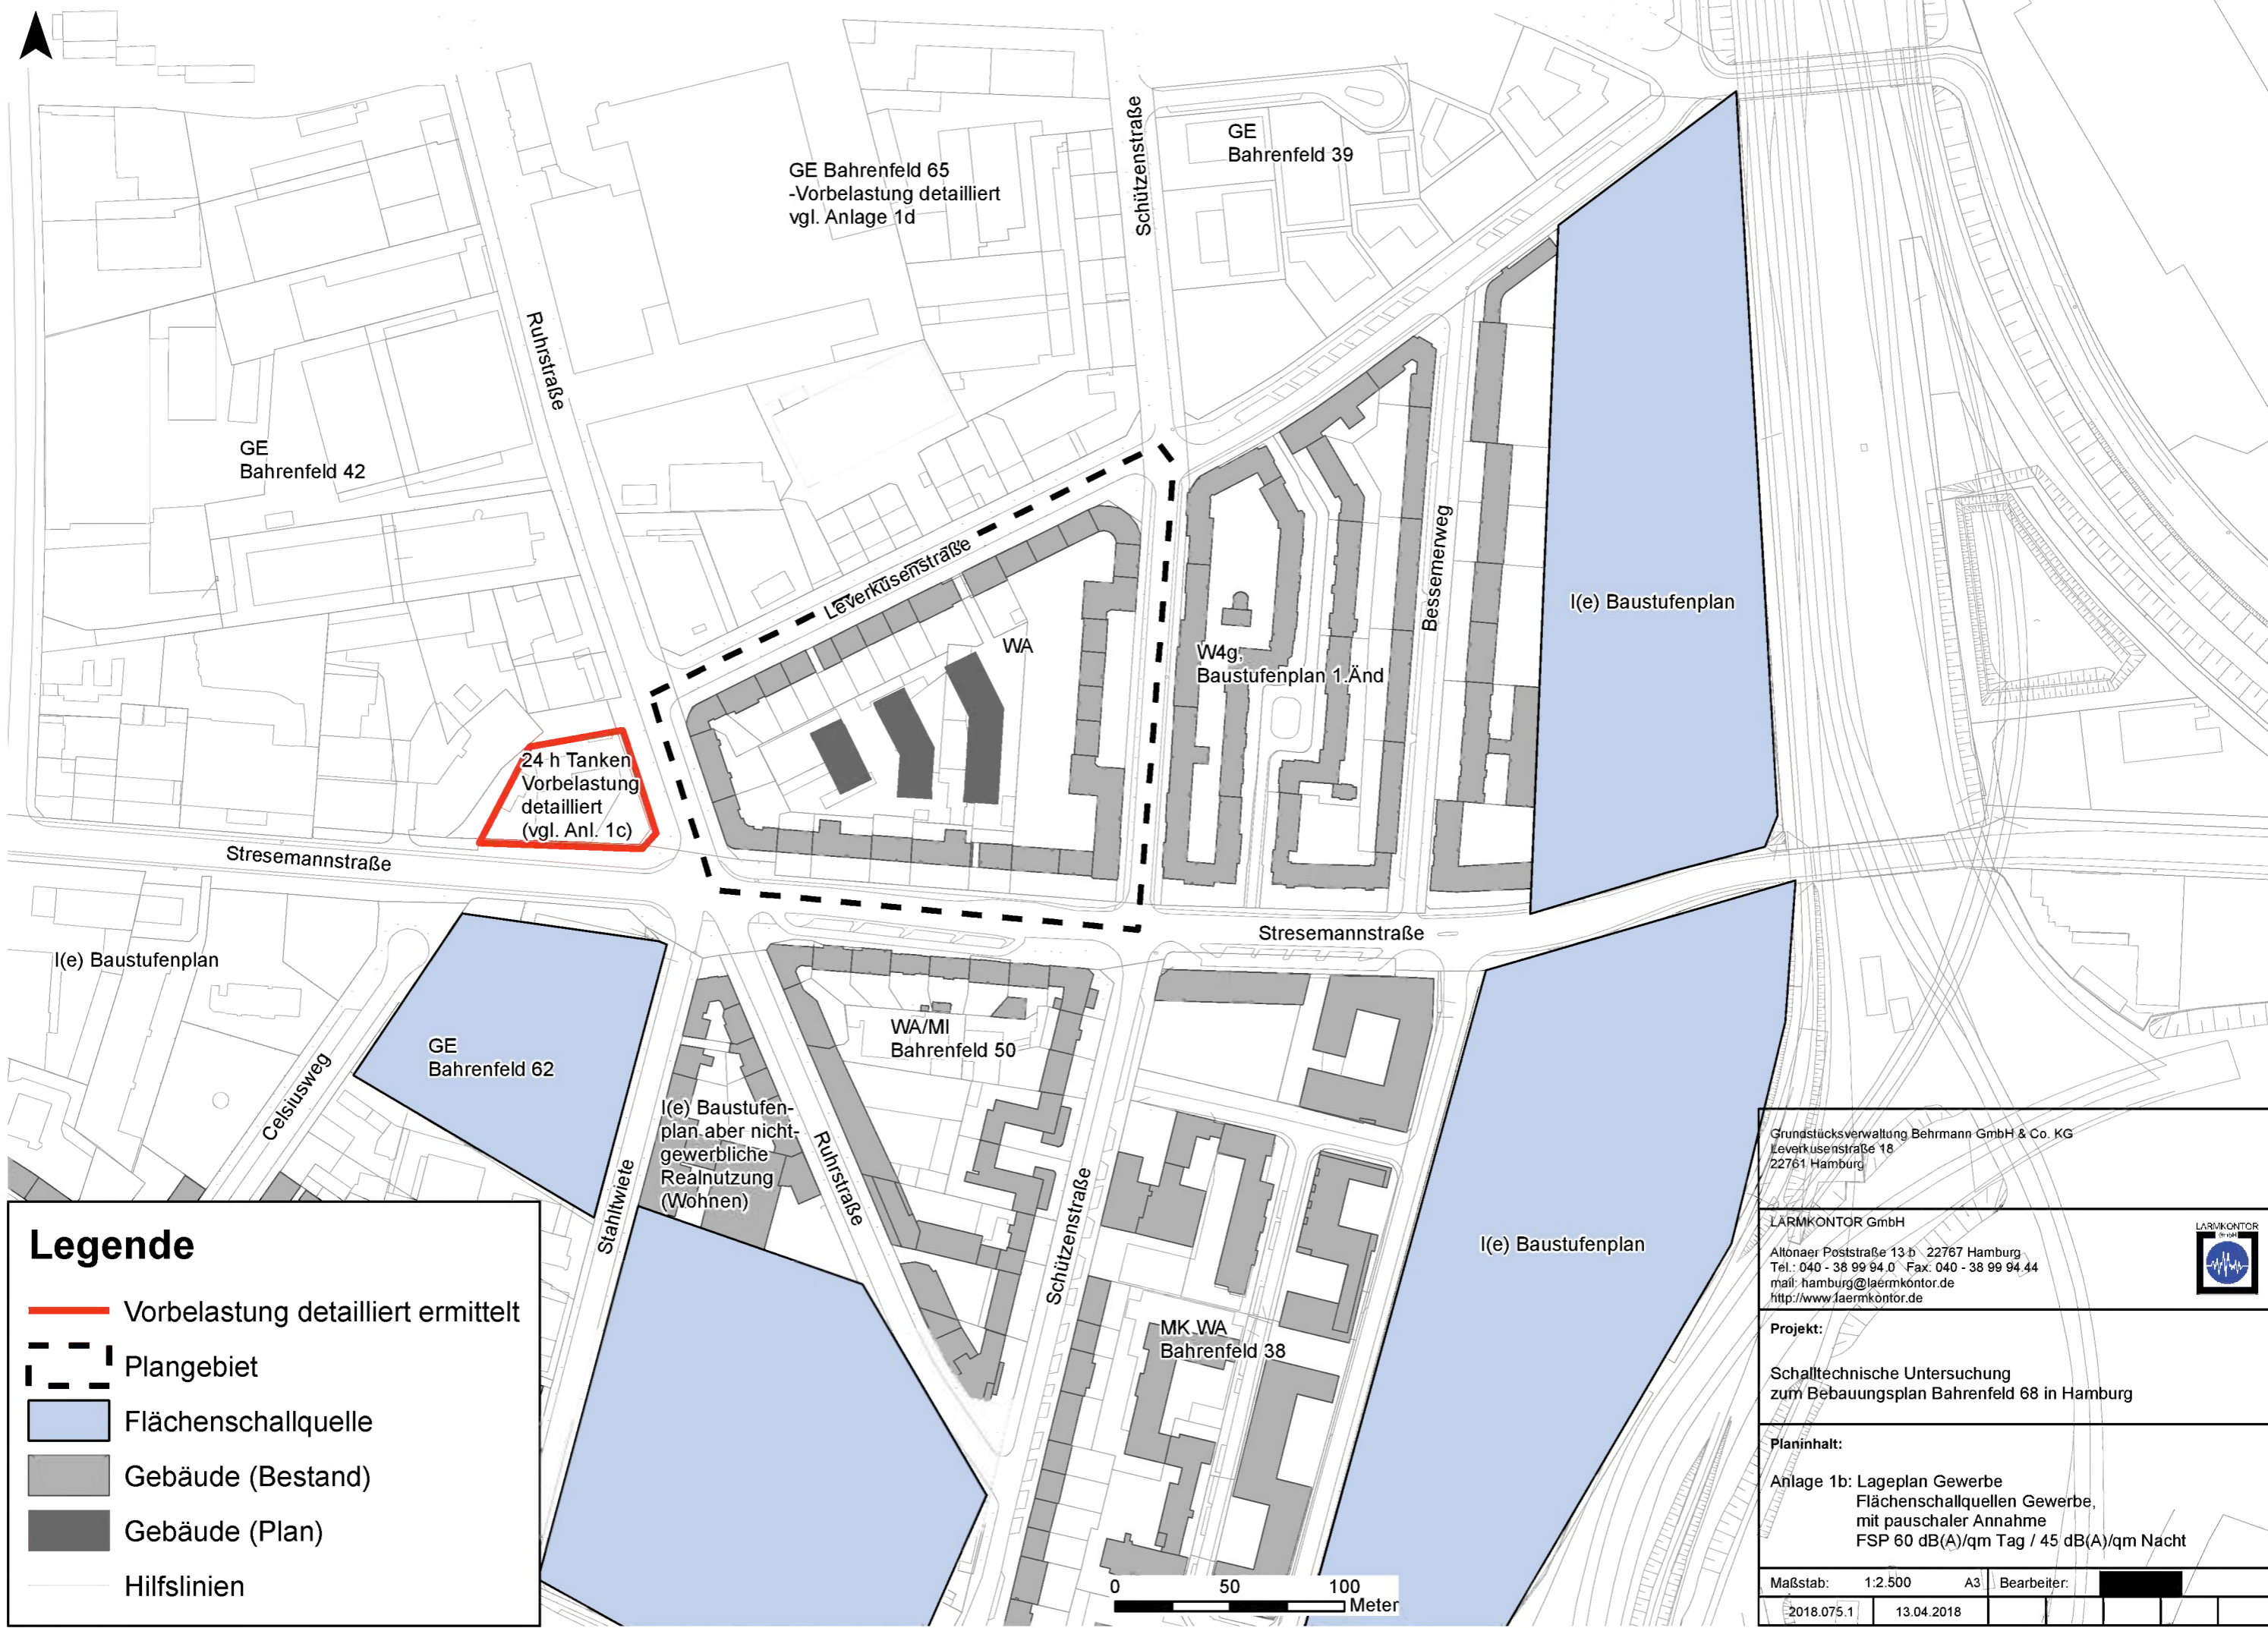 GE Bahrenfeld 65
-Vorbelastung detailliert
vgl. Anlage 1d
Schützenstraße
GE
Bahrenfeld 39
Ruhrstraße
GE
Bahrenfeld 42
Leverkusenstraße
WA
W4g,
Baustufenplan 1.Änd
Bessemerweg
I(e) Baustufenplan
24 h Tanken
Vorbelastung
detailliert
(vgl. Anl. 1c)
Stresemannstraße
Stresemannstraße
I(e) Baustufenplan
Celsiusweg
GE
Bahrenfeld 62
WA/MI
Bahrenfeld 50
I(e) Baustufen-
plan aber nicht-
gewerbliche
Realnutzung
(Wohnen)
Stahltwiete
Ruhrstraße
Schützenstraße
MK WA
Bahrenfeld 38
I(e) Baustufenplan
Legende
Vorbelastung detailliert ermittelt
Plangebiet
Flächenschallquelle
Gebäude (Bestand)
Gebäude (Plan)
Hilfslinien
0 50 100
Meter
Grundstücksverwaltung Behrmann GmbH & Co. KG
Leverkusenstraße 18
22761 Hamburg
LÄRMKONTOR GmbH
Altonaer Poststraße 13 b 22767 Hamburg
Tel.: 040 - 38 99 94.0 Fax: 040 - 38 99 94.44
mail: hamburg@laermkontor.de
http://www.laermkontor.de
LÄRMKONTOR
GmbH
Projekt:
Schalltechnische Untersuchung
zum Bebauungsplan Bahrenfeld 68 in Hamburg
Planinhalt:
Anlage 1b: Lageplan Gewerbe
Flächenschallquellen Gewerbe,
mit pauschaler Annahme
FSP 60 dB(A)/qm Tag / 45 dB(A)/qm Nacht
Maßstab: 1:2.500 A3 Bearbeiter:
2018.075.1 13.04.2018